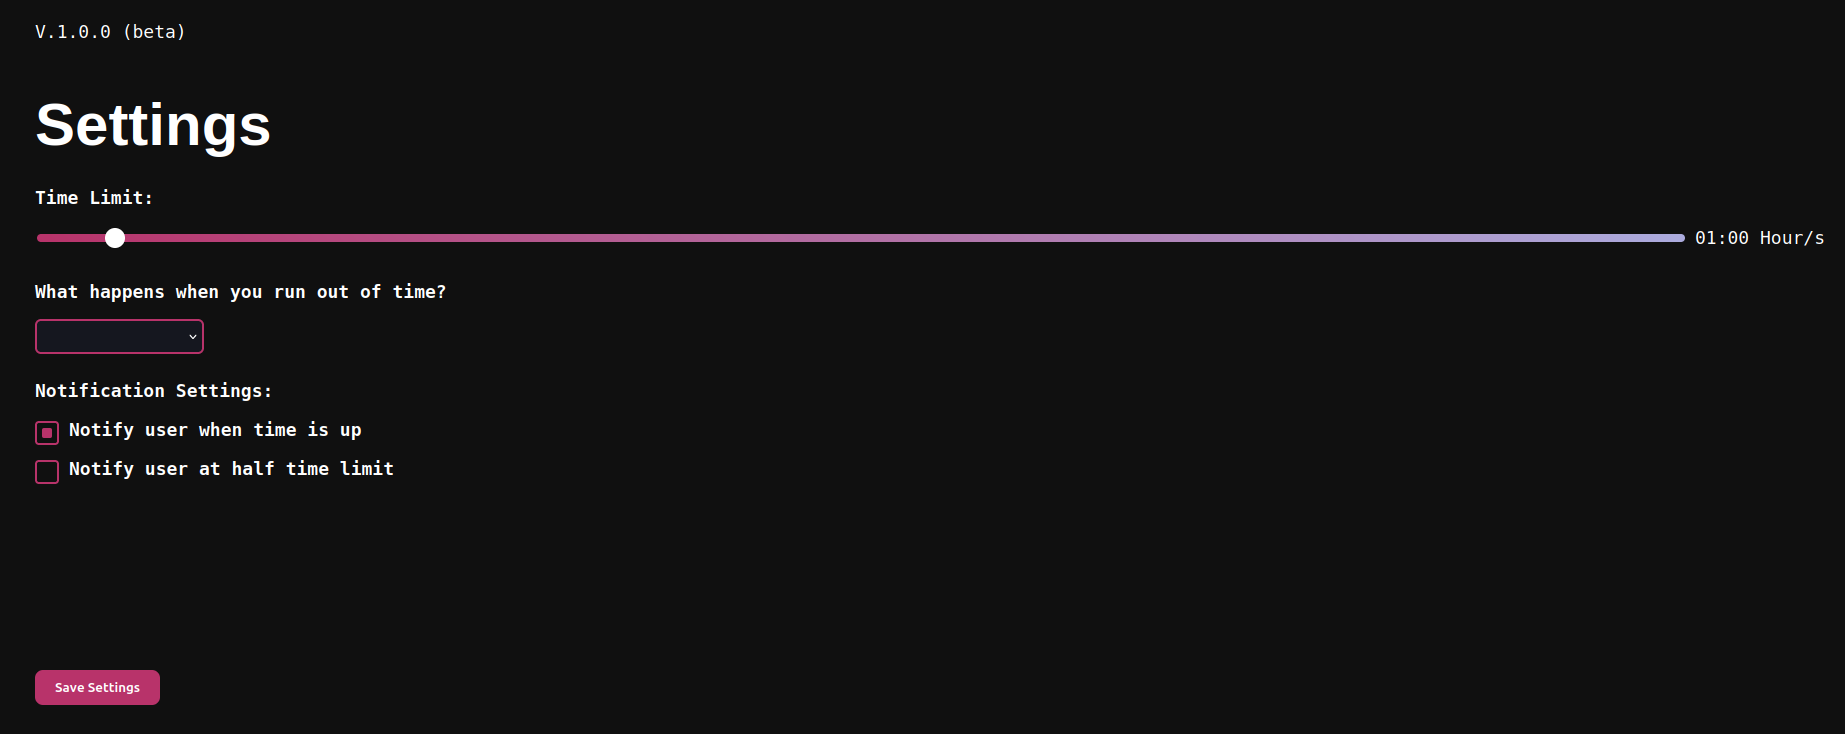 V.1.0.0 (beta)
Settings
Time Limit:
01:00 Hour/s
What happens when you run out of time?
Notification Settings:
Notify user when time is up
Notify user at half time limit
Save Settings